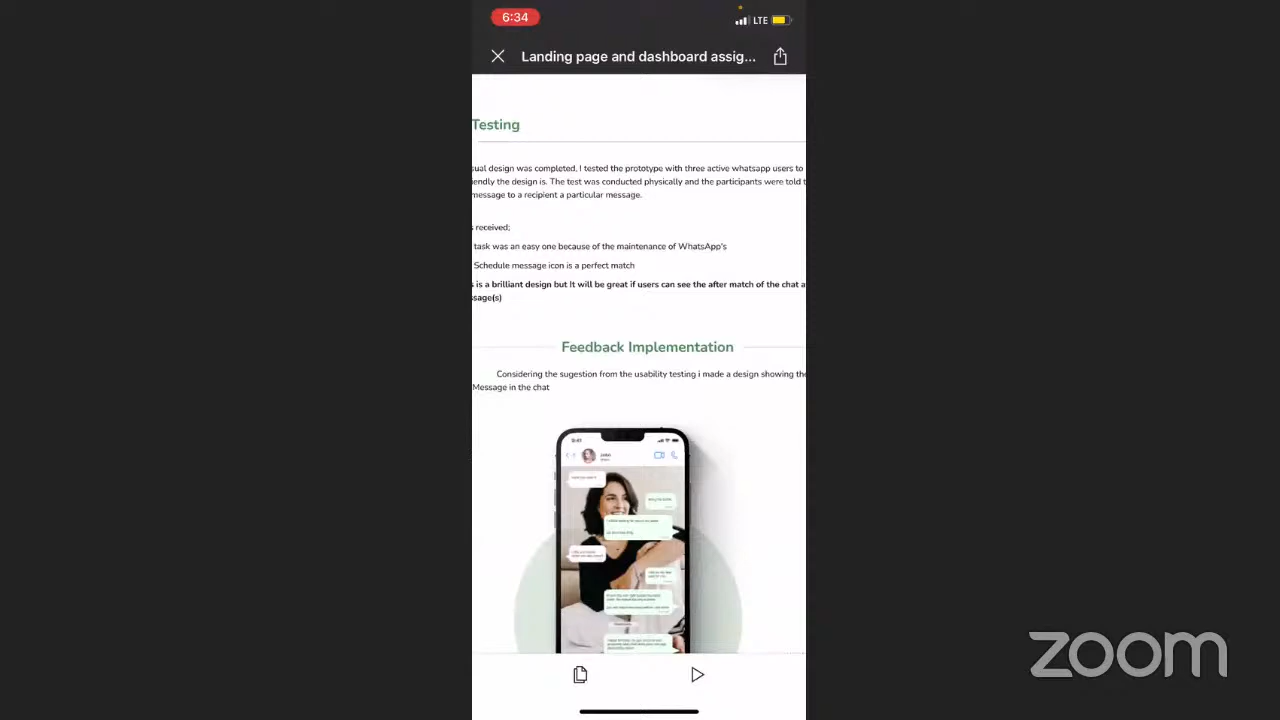 6:34
LTE
Landing page and dashboard assig...
Testing
sual design was completed, I tested the prototype with three active whatsapp users to
endly the design is. The test was conducted physically and the participants were told t
message to a recipient a particular message.
s received;
task was an easy one because of the maintenance of WhatsApp's
Schedule message icon is a perfect match
s is a brilliant design but It will be great if users can see the after match of the chat a
ssage(s)
Feedback Implementation
Considering the sugestion from the usability testing i made a design showing the
Message in the chat
zoom